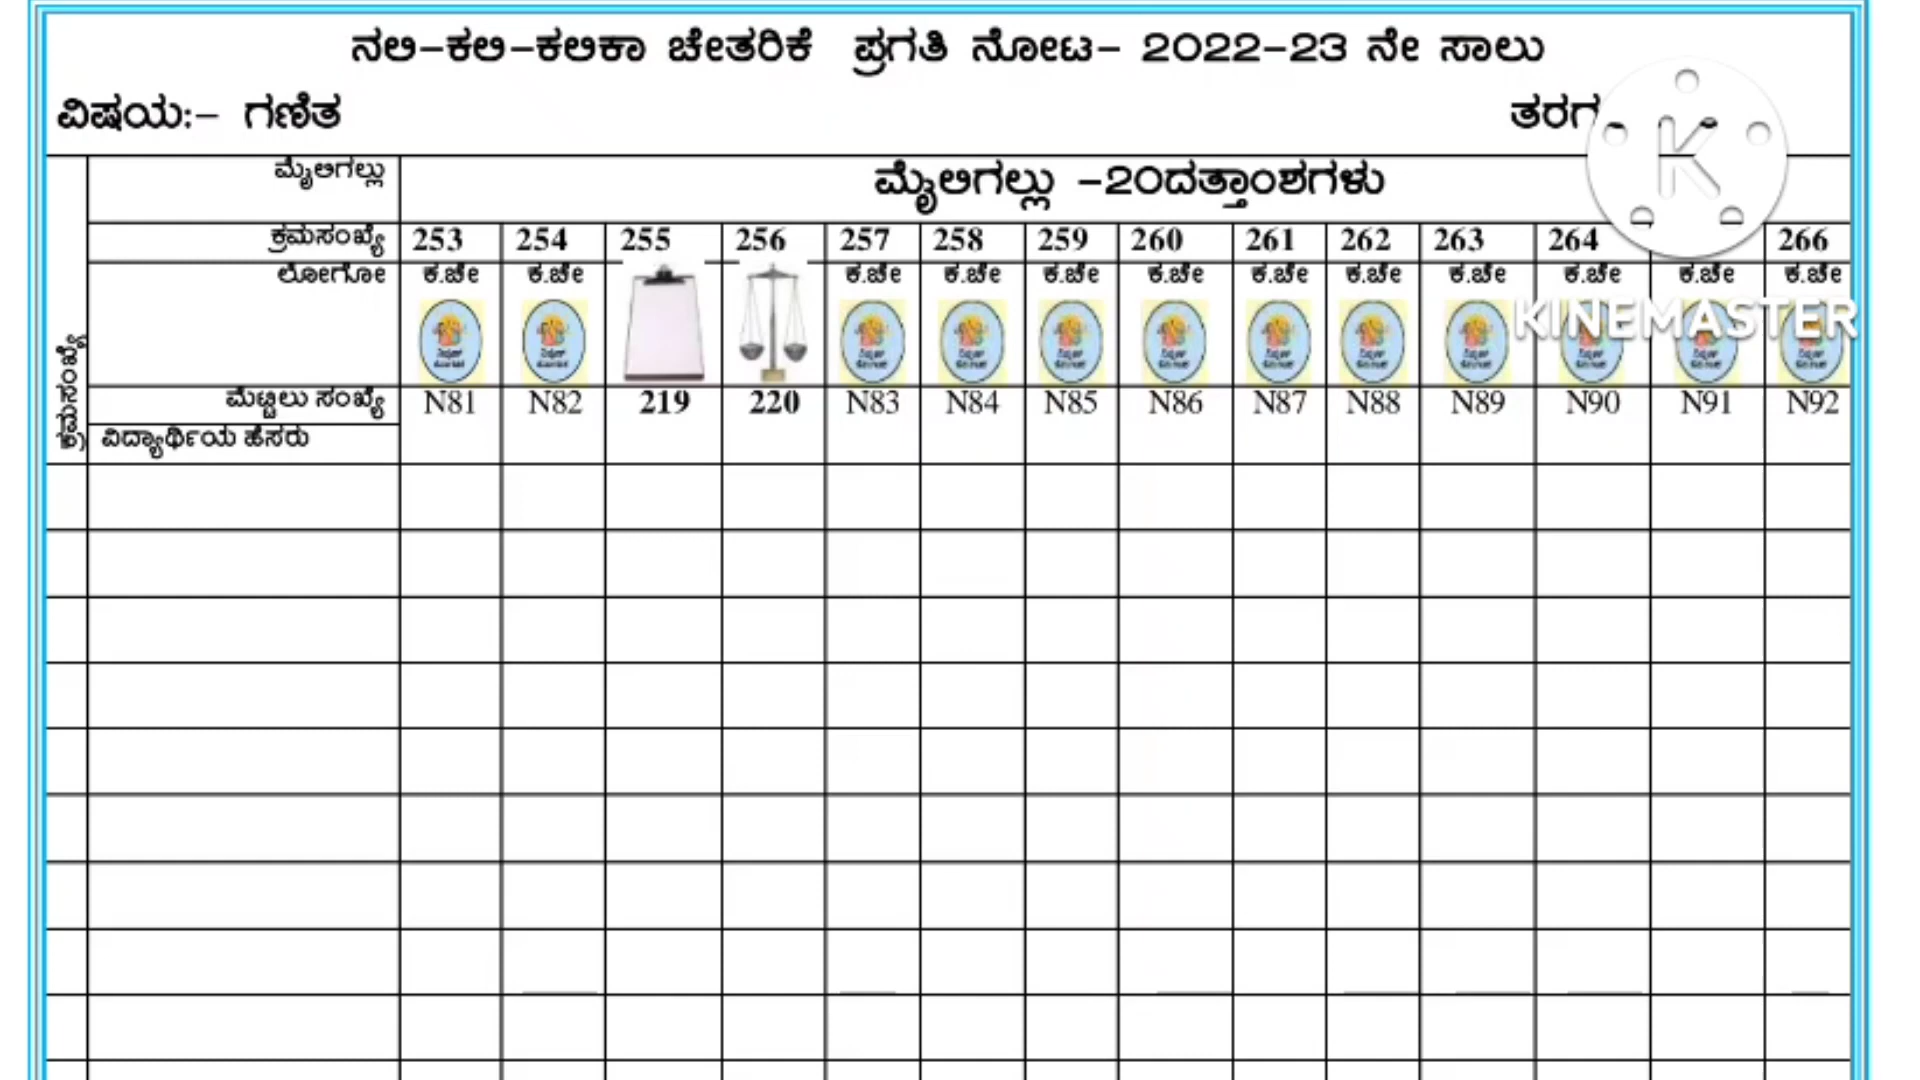 ನಲಿ-ಕಲಿ-ಕಲಿಕಾ ಚೇತರಿಕೆ ಪ್ರಗತಿ ನೋಟ- 2022-23 ನೇ ಸಾಲು
ವಿಷಯ:- ಗಣಿತ
ಮೈಲಿಗಲ್ಲು ಮೈಲಿಗಲ್ಲು -20ದತ್ತಾಂಶಗಳು
ಕ್ರಮಸಂಖ್ಯೆ 253 254 255 256 257 258 259 260 261 262 263 264 266
ಲೋಗೋ ಕ.ಚೇ ಕ.ಚೇ ಕ.ಚೇ ಕ.ಚೇ ಕ.ಚೇ ಕ.ಚೇ ಕ.ಚೇ ಕ.ಚೇ ಕ.ಚೇ ಕ.ಚೇ ಕ.ಚೇ ಕ.ಚೇ
KINEMASTER
ಕ್ರಮಸಂಖ್ಯೆ
ಮೆಟ್ಟಿಲು ಸಂಖ್ಯೆ N81 N82 219 220 N83 N84 N85 N86 N87 N88 N89 N90 N91 N92
ವಿದ್ಯಾರ್ಥಿಯ ಹೆಸರು